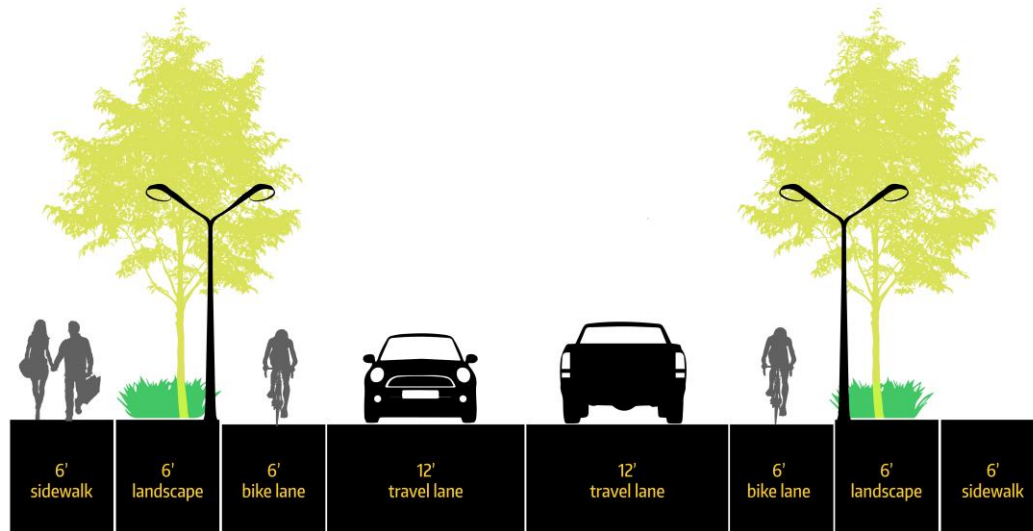 6'
sidewalk
6'
landscape
6'
bike lane
12'
travel lane
12'
travel lane
6'
bike lane
6'
landscape
6'
sidewalk